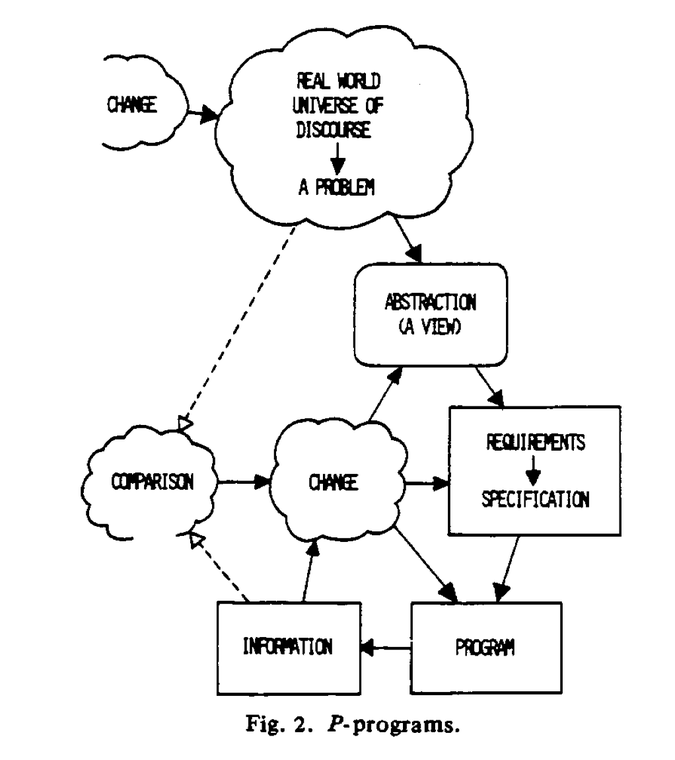 CHANGE
REAL WORLD
UNIVERSE OF
DISCOURSE
A PROBLEM
ABSTRACTION
(A VIEW)
REQUIREMENTS
SPECIFICATION
COMPARISON
CHANGE
INFORMATION
PROGRAM
Fig. 2. P-programs.